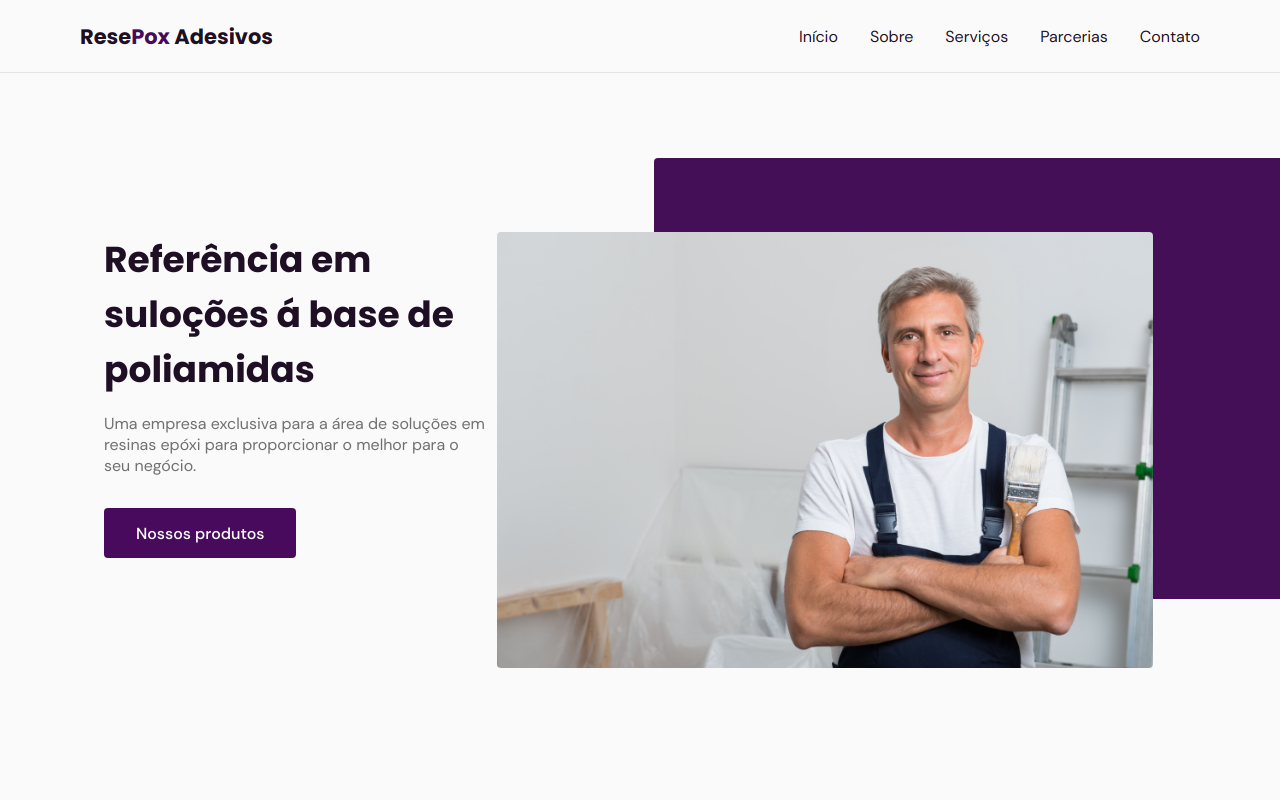 ResePox Adesivos
Início Sobre Serviços Parcerias Contato
Referência em
suloções á base de
poliamidas
Uma empresa exclusiva para a área de soluções em
resinas epóxi para proporcionar o melhor para o
seu negócio.
Nossos produtos